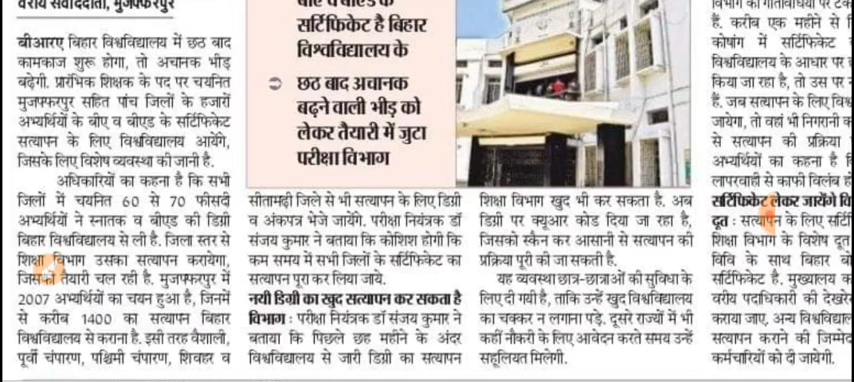 वरीय संवाददाता, मुजफ्फरपुर
बीआरए बिहार विश्वविद्यालय में छठ बाद
कामकाज शुरू होगा, तो अचानक भीड़
बढ़ेगी. प्रारंभिक शिक्षक के पद पर चयनित
मुजफ्फरपुर सहित पांच जिलों के हजारों
अभ्यर्थियों के बीए व बीएड के सर्टिफिकेट
सत्यापन के लिए विश्वविद्यालय आयेंगे,
जिसके लिए विशेष व्यवस्था की जानी है.
अधिकारियों का कहना है कि सभी
जिलों में चयनित 60 से 70 फीसदी
अभ्यर्थियों ने स्नातक व बीएड की डिग्री
बिहार विश्वविद्यालय से ली है. जिला स्तर से
शिक्षा विभाग उसका सत्यापन करायेगा,
जिसकी तैयारी चल रही है. मुजफ्फरपुर में
2007 अभ्यर्थियों का चयन हुआ है, जिनमें
से करीब 1400 का सत्यापन बिहार
विश्वविद्यालय से कराना है. इसी तरह वैशाली,
पूर्वी चंपारण, पश्चिमी चंपारण, शिवहर व
बीए व बीएड के
सर्टिफिकेट है बिहार
विश्वविद्यालय के
छठ बाद अचानक
बढ़ने वाली भीड़ को
लेकर तैयारी में जुटा
परीक्षा विभाग
सीतामढ़ी जिले से भी सत्यापन के लिए डिग्री
व अंकपत्र भेजे जायेंगे. परीक्षा नियंत्रक डॉ
संजय कुमार ने बताया कि कोशिश होगी कि
कम समय में सभी जिलों के सर्टिफिकेट का
सत्यापन पूरा कर लिया जाये.
नयी डिग्री का खुद सत्यापन कर सकता है
विभाग : परीक्षा नियंत्रक डॉ संजय कुमार ने
बताया कि पिछले छह महीने के अंदर
विश्वविद्यालय से जारी डिग्री का सत्यापन
शिक्षा विभाग खुद भी कर सकता है. अब
डिग्री पर क्यूआर कोड दिया जा रहा है,
जिसको स्कैन कर आसानी से सत्यापन की
प्रक्रिया पूरी की जा सकती है.
यह व्यवस्था छात्र-छात्राओं की सुविधा के
लिए दी गयी है, ताकि उन्हें खुद विश्वविद्यालय
का चक्कर न लगाना पड़े. दूसरे राज्यों में भी
कहीं नौकरी के लिए आवेदन करते समय उन्हें
सहूलियत मिलेगी.
विभाग की गतिविधियों पर
हैं. करीब एक महीने से
कोषांग में सर्टिफिकेट
विश्वविद्यालय के आधार पर
किया जा रहा है, तो उस पर
हैं. जब सत्यापन के लिए
जायेगा, तो वहां भी निगरानी
से सत्यापन की प्रक्रिया
अभ्यर्थियों का कहना है
लापरवाही से काफी विलंब
सर्टिफिकेट लेकर जायेंगे
दूत : सत्यापन के लिए
शिक्षा विभाग के विशेष दूत
विवि के साथ बिहार
सर्टिफिकेट है. मुख्यालय
वरीय पदाधिकारी की
कराया जाए. अन्य
सत्यापन कराने की
कर्मचारियों को दी जायेगी.